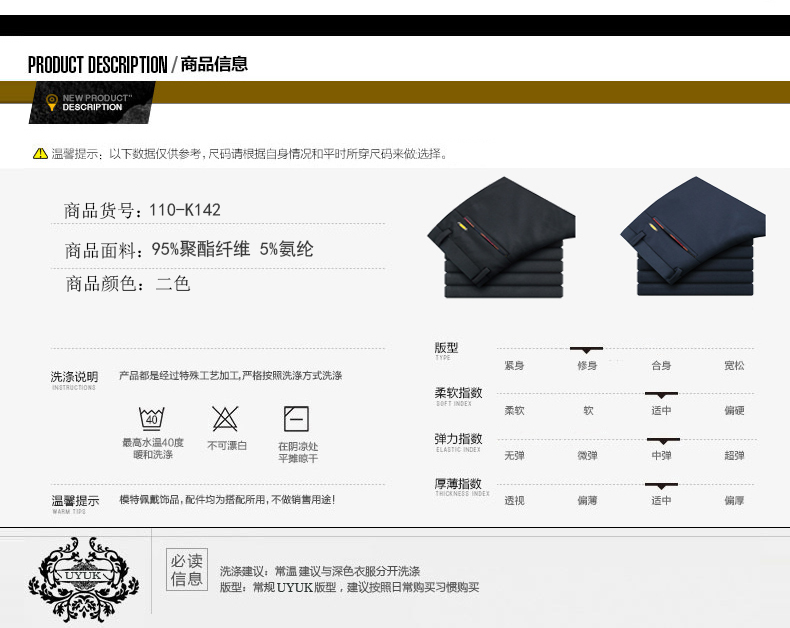 PRODUCT DESCRIPTION / 商品信息
NEW PRODUCT"
DESCRIPTION
温馨提示：以下数据仅供参考，尺码请根据自身情况和平时所穿尺码来做选择。
商品货号：110-K142
商品面料：95%聚酯纤维 5%氨纶
商品颜色：二色
版型
TYPE
紧身 修身 合身 宽松
洗涤说明
INSTRUCTIONS
产品都是经过特殊工艺加工,严格按照洗涤方式洗涤
40
最高水温40度
暖和洗涤
不可漂白
在阴凉处
平摊晾干
柔软指数
SOFT INDEX
柔软 软 适中 偏硬
弹力指数
ELASTIC INDEX
无弹 微弹 中弹 超弹
厚薄指数
THICKNESS INDEX
透视 偏薄 适中 偏厚
温馨提示
WARM TIPS
模特佩戴饰品，配件均为搭配所用，不做销售用途！
UYUK
必读
信息
洗涤建议：常温 建议与深色衣服分开洗涤
版型：常规 UYUK 版型，建议按照日常购买习惯购买